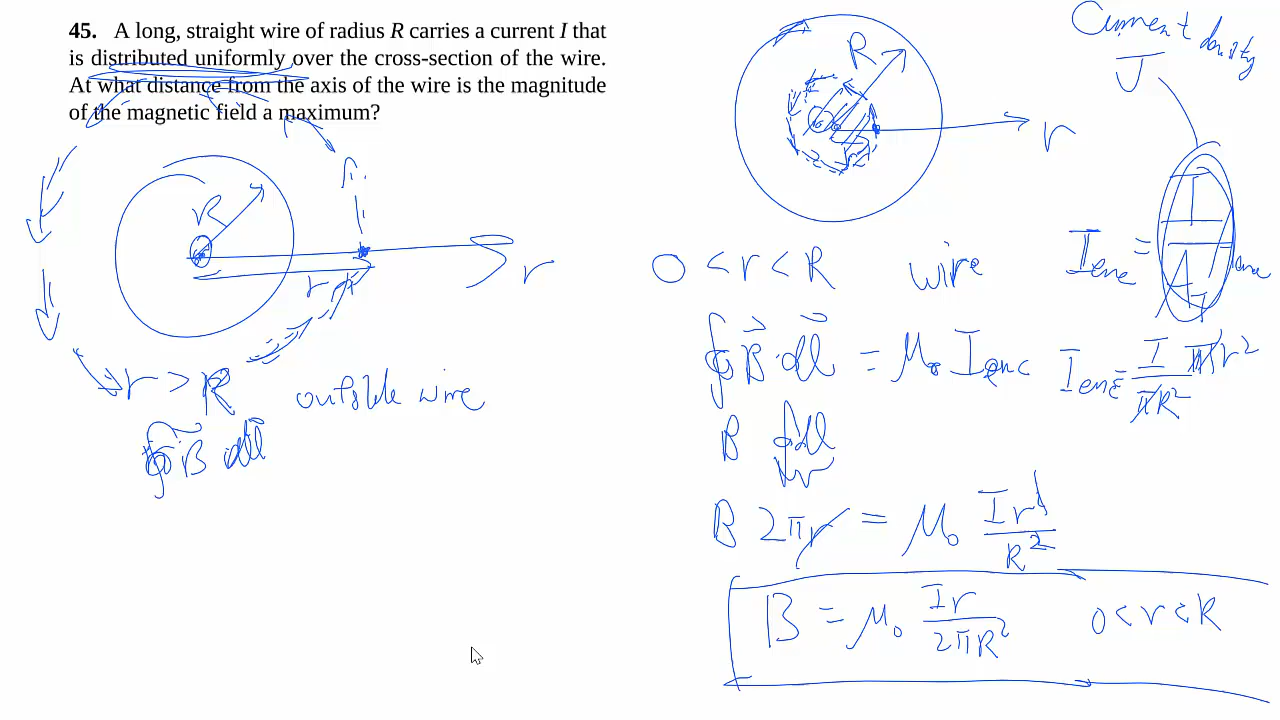 45. A long, straight wire of radius R carries a current I that
is distributed uniformly over the cross-section of the wire.
At what distance from the axis of the wire is the magnitude
of the magnetic field a maximum?
R
r
r
r > R outside wire
∮ B⃗ dl⃗
Current density
J
R
r
0 < r < R wire
I_enc = I/A_T A_enc
∮ B⃗ · dl⃗ = μ₀ I_enc
I_enc = I/πR² πr²
B ∮dl
B 2πr = μ₀ Ir²/R²
B = μ₀ Ir/2πR² 0 < r < R